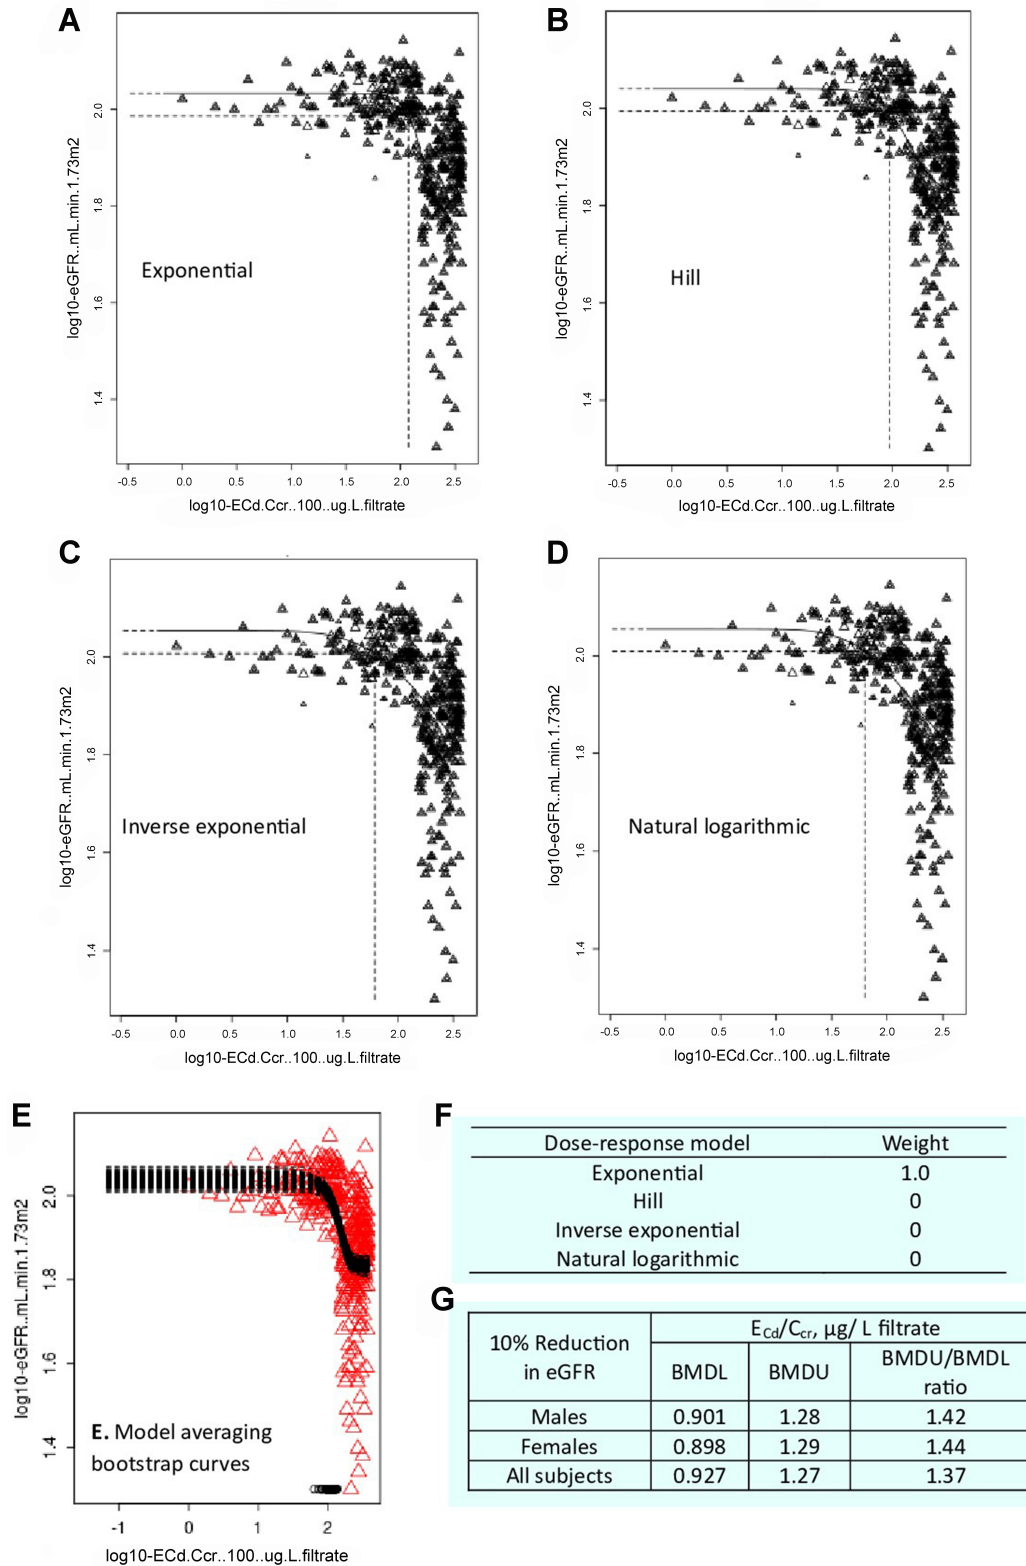 A
log10-eGFR..mL.min.1.73m2
2.0
1.8
1.6
1.4
Exponential
-0.5 0.0 0.5 1.0 1.5 2.0 2.5
log10-ECd.Ccr..100..ug.L.filtrate
B
log10-eGFR..mL.min.1.73m2
2.0
1.8
1.6
1.4
Hill
-0.5 0.0 0.5 1.0 1.5 2.0 2.5
log10-ECd.Ccr..100..ug.L.filtrate
C
log10-eGFR..mL.min.1.73m2
2.0
1.8
1.6
1.4
Inverse exponential
-0.5 0.0 0.5 1.0 1.5 2.0 2.5
log10-ECd.Ccr..100..ug.L.filtrate
D
log10-eGFR..mL.min.1.73m2
2.0
1.8
1.6
1.4
Natural logarithmic
-0.5 0.0 0.5 1.0 1.5 2.0 2.5
log10-ECd.Ccr..100..ug.L.filtrate
E
log10-eGFR..mL.min.1.73m2
2.0
1.8
1.6
1.4
E. Model averaging
bootstrap curves
-1 0 1 2
log10-ECd.Ccr..100..ug.L.filtrate
F
Dose-response model Weight
Exponential 1.0
Hill 0
Inverse exponential 0
Natural logarithmic 0
G
10% Reduction
in eGFR
ECd/Ccr, µg/ L filtrate
BMDL BMDU BMDU/BMDL
ratio
Males 0.901 1.28 1.42
Females 0.898 1.29 1.44
All subjects 0.927 1.27 1.37